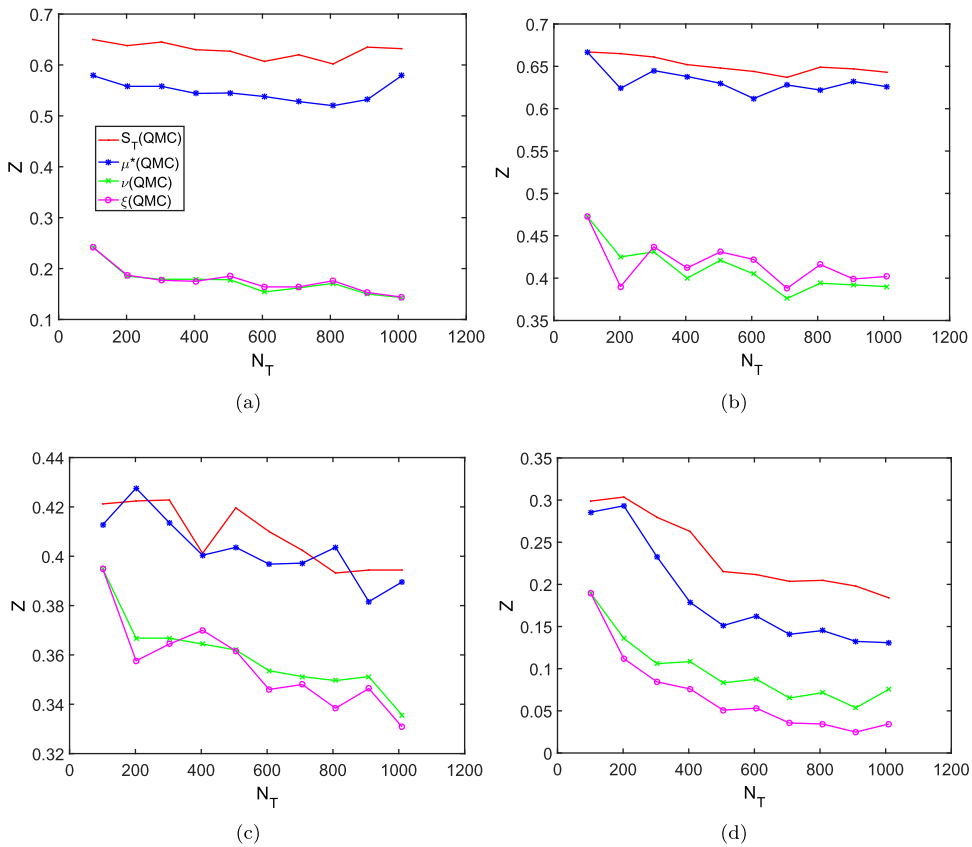 0.7
0.6
0.5
0.4
0.3
0.2
0.1
Z
S_T(QMC)
μ*(QMC)
ν(QMC)
ξ(QMC)
0 200 400 600 800 1000 1200
N_T
(a)
0.7
0.65
0.6
0.55
0.5
0.45
0.4
0.35
Z
0 200 400 600 800 1000 1200
N_T
(b)
0.44
0.42
0.4
0.38
0.36
0.34
0.32
Z
0 200 400 600 800 1000 1200
N_T
(c)
0.35
0.3
0.25
0.2
0.15
0.1
0.05
0
Z
0 200 400 600 800 1000 1200
N_T
(d)